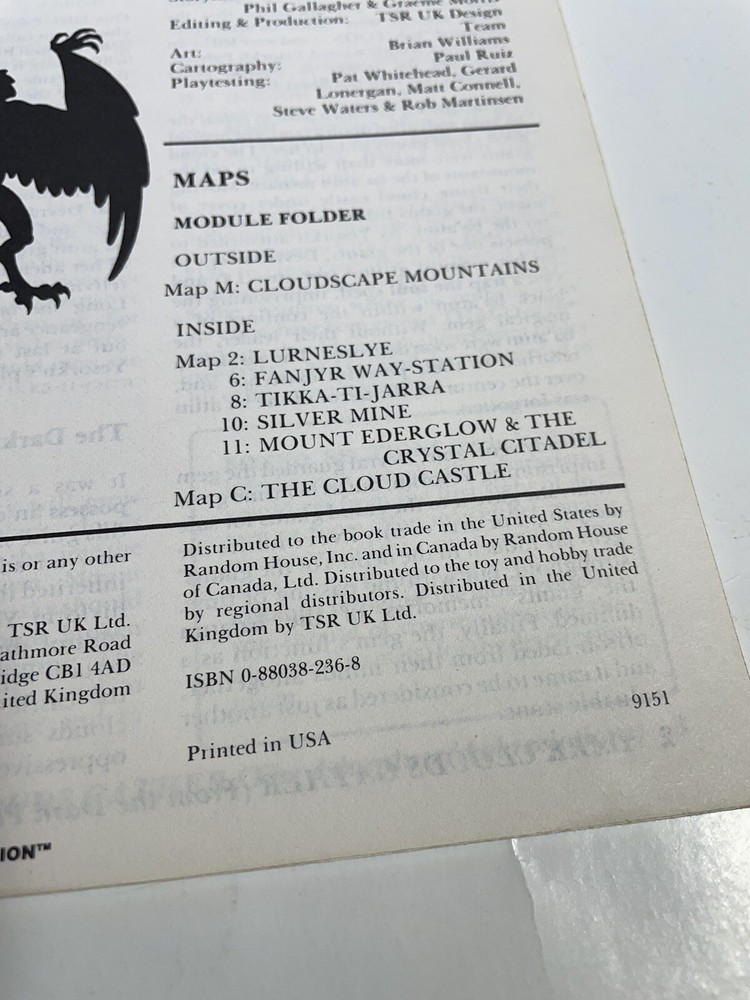 Phil Gallagher & Graeme Morris
Editing & Production: TSR UK Design
Team
Art: Brian Williams
Cartography: Paul Ruiz
Playtesting: Pat Whitehead, Gerard
Lonergan, Matt Connell,
Steve Waters & Rob Martinsen
MAPS
MODULE FOLDER
OUTSIDE
Map M: CLOUDSCAPE MOUNTAINS
INSIDE
Map 2: LURNESLYE
6: FANJYR WAY-STATION
8: TIKKA-TI-JARRA
10: SILVER MINE
11: MOUNT EDERGLOW & THE
CRYSTAL CITADEL
Map C: THE CLOUD CASTLE
is or any other
TSR UK Ltd.
athmore Road
idge CB1 4AD
ited Kingdom
Distributed to the book trade in the United States by
Random House, Inc. and in Canada by Random House
of Canada, Ltd. Distributed to the toy and hobby trade
by regional distributors. Distributed in the United
Kingdom by TSR UK Ltd.
ISBN 0-88038-236-8
9151
Printed in USA
ION™